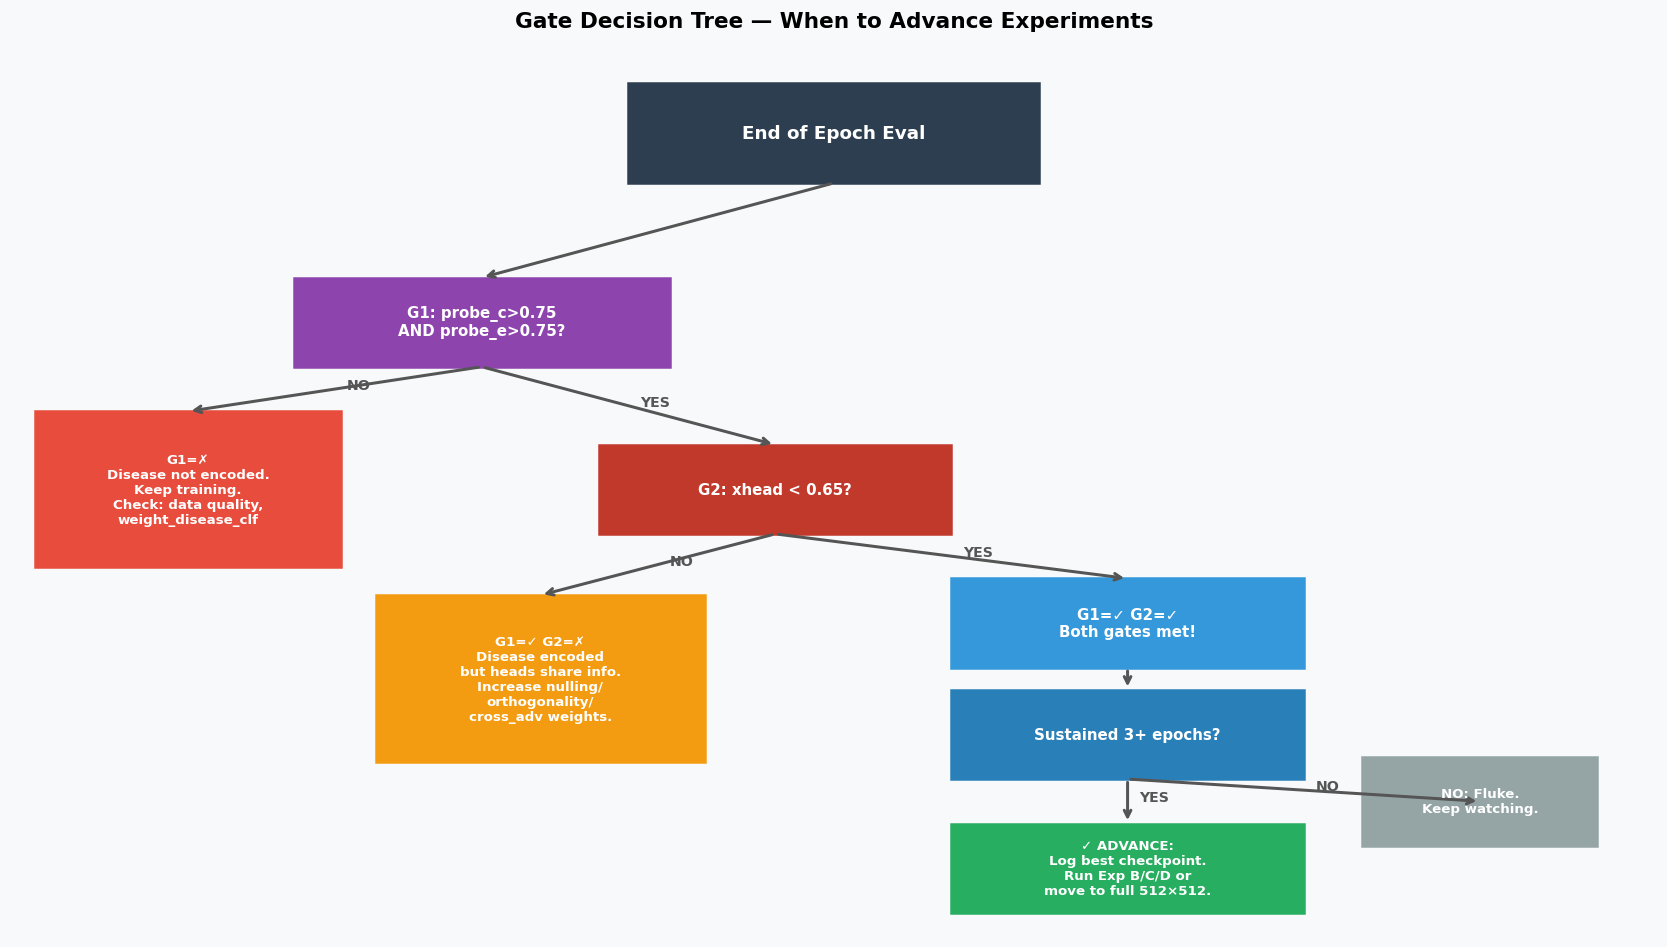 Gate Decision Tree — When to Advance Experiments
End of Epoch Eval
G1: probe_c>0.75
AND probe_e>0.75?
NO
YES
G1=✗
Disease not encoded.
Keep training.
Check: data quality,
weight_disease_clf
G2: xhead < 0.65?
NO
YES
G1=✓ G2=✗
Disease encoded
but heads share info.
Increase nulling/
orthogonality/
cross_adv weights.
G1=✓ G2=✓
Both gates met!
Sustained 3+ epochs?
YES
NO
NO: Fluke.
Keep watching.
✓ ADVANCE:
Log best checkpoint.
Run Exp B/C/D or
move to full 512×512.